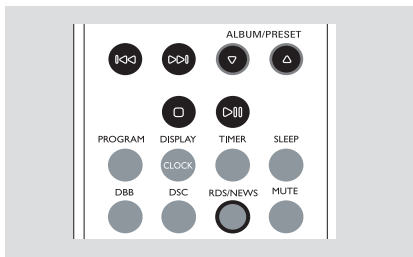 ALBUM/PRESET
PROGRAM DISPLAY TIMER SLEEP
CLOCK
DBB DSC RDS/NEWS MUTE